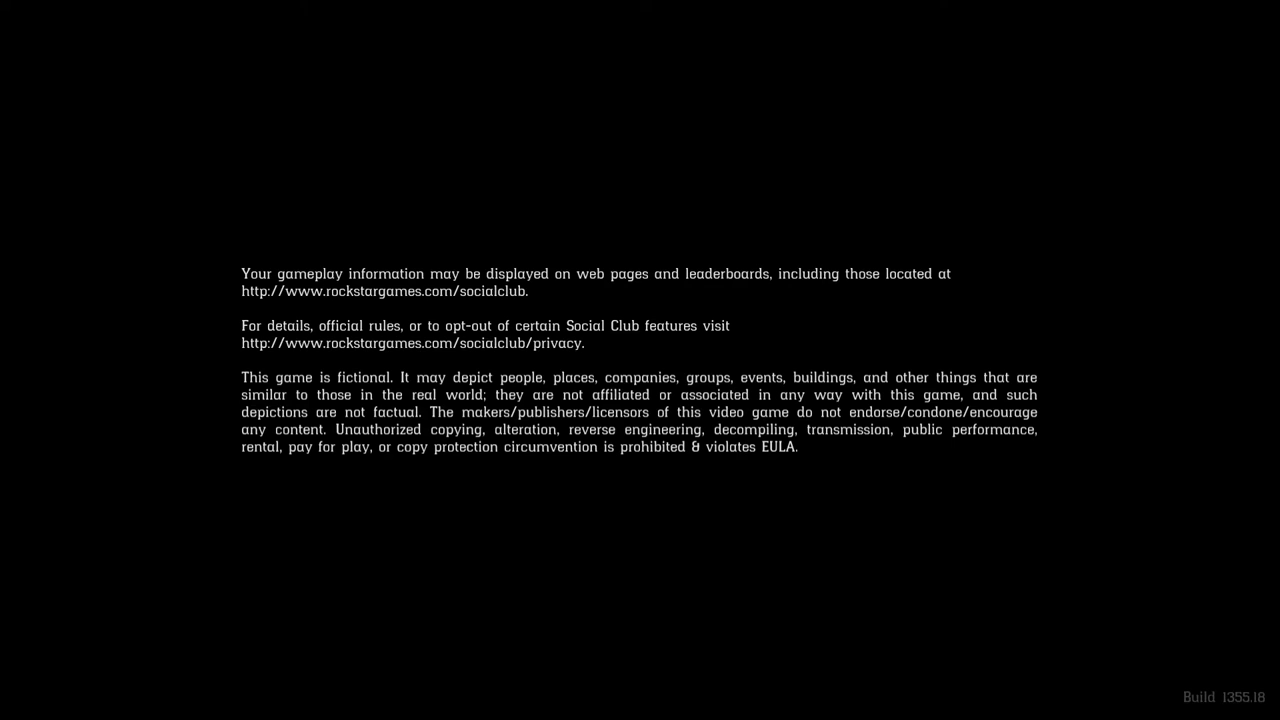 Your gameplay information may be displayed on web pages and leaderboards, including those located at
http://www.rockstargames.com/socialclub.
For details, official rules, or to opt-out of certain Social Club features visit
http://www.rockstargames.com/socialclub/privacy.
This game is fictional. It may depict people, places, companies, groups, events, buildings, and other things that are
similar to those in the real world; they are not affiliated or associated in any way with this game, and such
depictions are not factual. The makers/publishers/licensors of this video game do not endorse/condone/encourage
any content. Unauthorized copying, alteration, reverse engineering, decompiling, transmission, public performance,
rental, pay for play, or copy protection circumvention is prohibited & violates EULA.
Build 1355.18